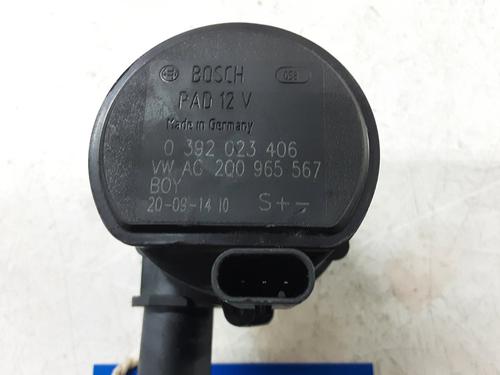 BOSCH
PAD 12 V
Made in Germany
0 392 023 406
VW AG 2Q0 965 567
BOY
20-09-14 10 S+-